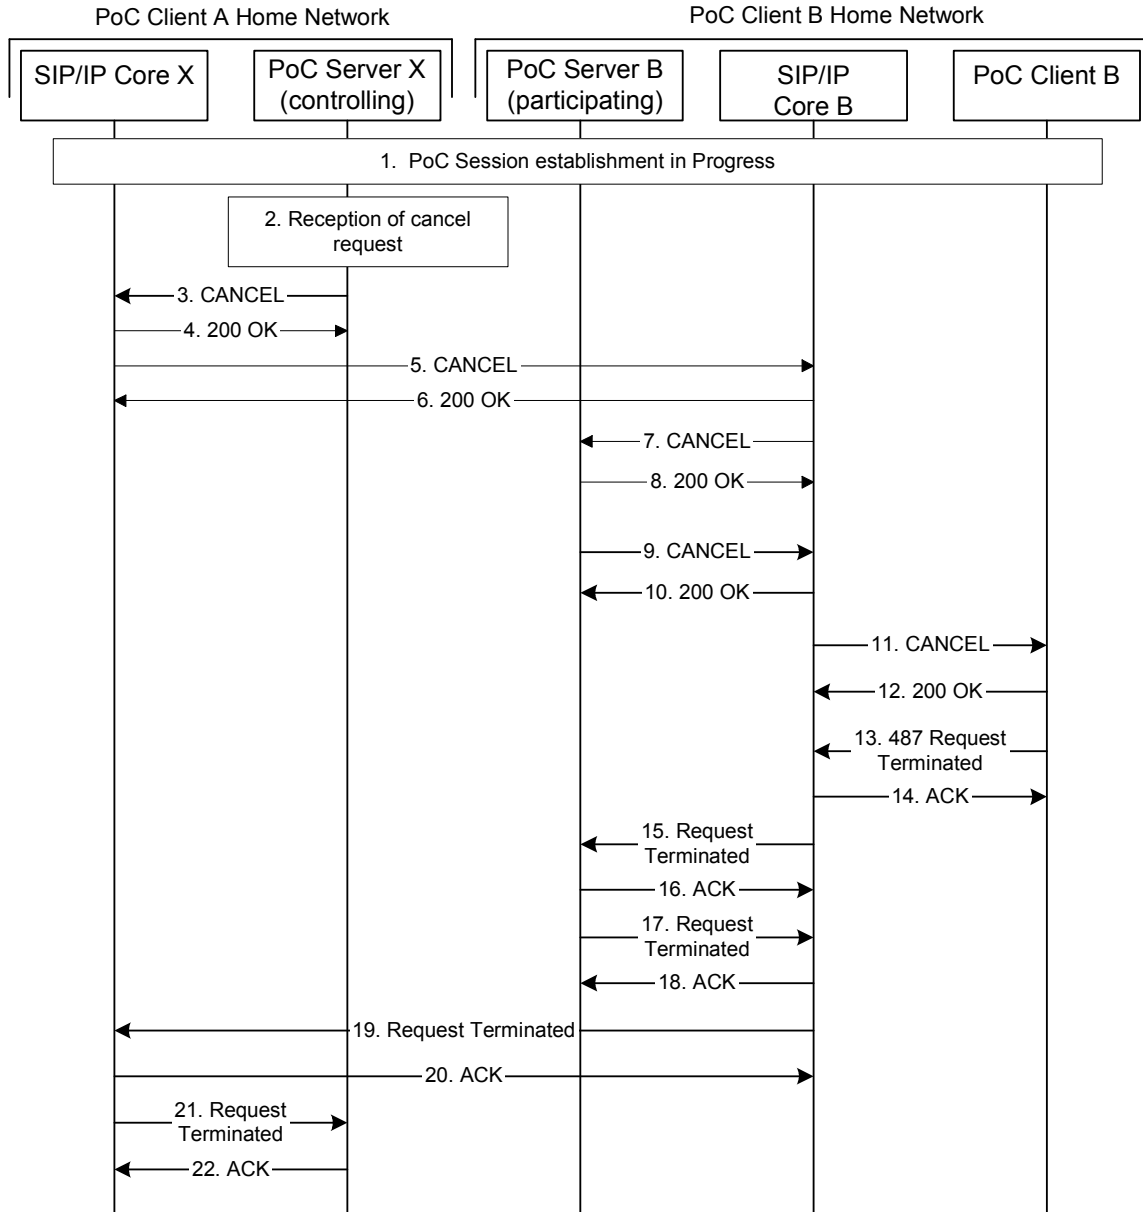 PoC Client A Home Network
PoC Client B Home Network
SIP/IP Core X
PoC Server X
(controlling)
PoC Server B
(participating)
SIP/IP
Core B
PoC Client B
1. PoC Session establishment in Progress
2. Reception of cancel
request
3. CANCEL
4. 200 OK
5. CANCEL
6. 200 OK
7. CANCEL
8. 200 OK
9. CANCEL
10. 200 OK
11. CANCEL
12. 200 OK
13. 487 Request
Terminated
14. ACK
15. Request
Terminated
16. ACK
17. Request
Terminated
18. ACK
19. Request Terminated
20. ACK
21. Request
Terminated
22. ACK